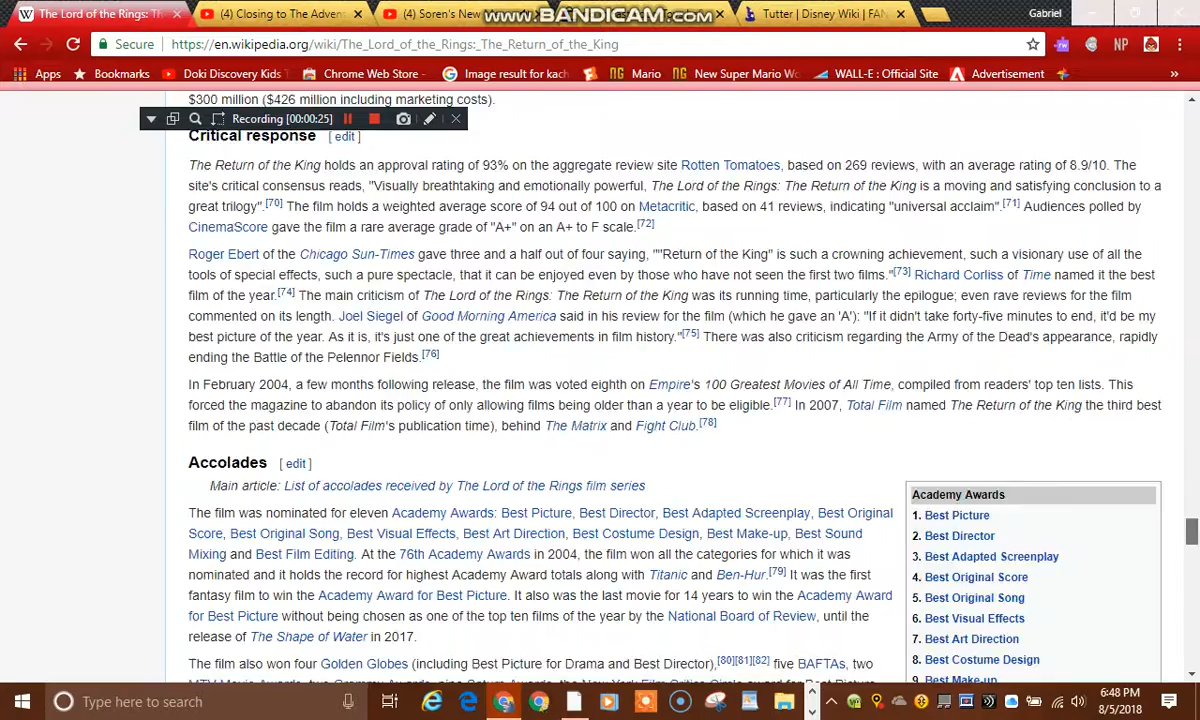 The Lord of the Rings: Th
(4) Closing to The Advent
(4) Soren's New
www.BANDICAM.com
Tutter | Disney Wiki | FAN
Gabriel
Secure
https://en.wikipedia.org/wiki/The_Lord_of_the_Rings:_The_Return_of_the_King
NP
Apps
Bookmarks
Doki Discovery Kids
Chrome Web Store -
Image result for kach
Mario
New Super Mario Wo
WALL-E : Official Site
Advertisement
»
$300 million ($426 million including marketing costs).
Recording [00:00:25]
Critical response [ edit ]
The Return of the King holds an approval rating of 93% on the aggregate review site Rotten Tomatoes, based on 269 reviews, with an average rating of 8.9/10. The
site's critical consensus reads, "Visually breathtaking and emotionally powerful, The Lord of the Rings: The Return of the King is a moving and satisfying conclusion to a
great trilogy".[70] The film holds a weighted average score of 94 out of 100 on Metacritic, based on 41 reviews, indicating "universal acclaim".[71] Audiences polled by
CinemaScore gave the film a rare average grade of "A+" on an A+ to F scale.[72]
Roger Ebert of the Chicago Sun-Times gave three and a half out of four saying, ""Return of the King" is such a crowning achievement, such a visionary use of all the
tools of special effects, such a pure spectacle, that it can be enjoyed even by those who have not seen the first two films."[73] Richard Corliss of Time named it the best
film of the year.[74] The main criticism of The Lord of the Rings: The Return of the King was its running time, particularly the epilogue; even rave reviews for the film
commented on its length. Joel Siegel of Good Morning America said in his review for the film (which he gave an 'A'): "If it didn't take forty-five minutes to end, it'd be my
best picture of the year. As it is, it's just one of the great achievements in film history."[75] There was also criticism regarding the Army of the Dead's appearance, rapidly
ending the Battle of the Pelennor Fields.[76]
In February 2004, a few months following release, the film was voted eighth on Empire's 100 Greatest Movies of All Time, compiled from readers' top ten lists. This
forced the magazine to abandon its policy of only allowing films being older than a year to be eligible.[77] In 2007, Total Film named The Return of the King the third best
film of the past decade (Total Film's publication time), behind The Matrix and Fight Club.[78]
Accolades [ edit ]
Main article: List of accolades received by The Lord of the Rings film series
The film was nominated for eleven Academy Awards: Best Picture, Best Director, Best Adapted Screenplay, Best Original
Score, Best Original Song, Best Visual Effects, Best Art Direction, Best Costume Design, Best Make-up, Best Sound
Mixing and Best Film Editing. At the 76th Academy Awards in 2004, the film won all the categories for which it was
nominated and it holds the record for highest Academy Award totals along with Titanic and Ben-Hur.[79] It was the first
fantasy film to win the Academy Award for Best Picture. It also was the last movie for 14 years to win the Academy Award
for Best Picture without being chosen as one of the top ten films of the year by the National Board of Review, until the
release of The Shape of Water in 2017.
The film also won four Golden Globes (including Best Picture for Drama and Best Director),[80][81][82] five BAFTAs, two
Academy Awards
1. Best Picture
2. Best Director
3. Best Adapted Screenplay
4. Best Original Score
5. Best Original Song
6. Best Visual Effects
7. Best Art Direction
8. Best Costume Design
9. Best Make-up
Type here to search
6:48 PM
8/5/2018